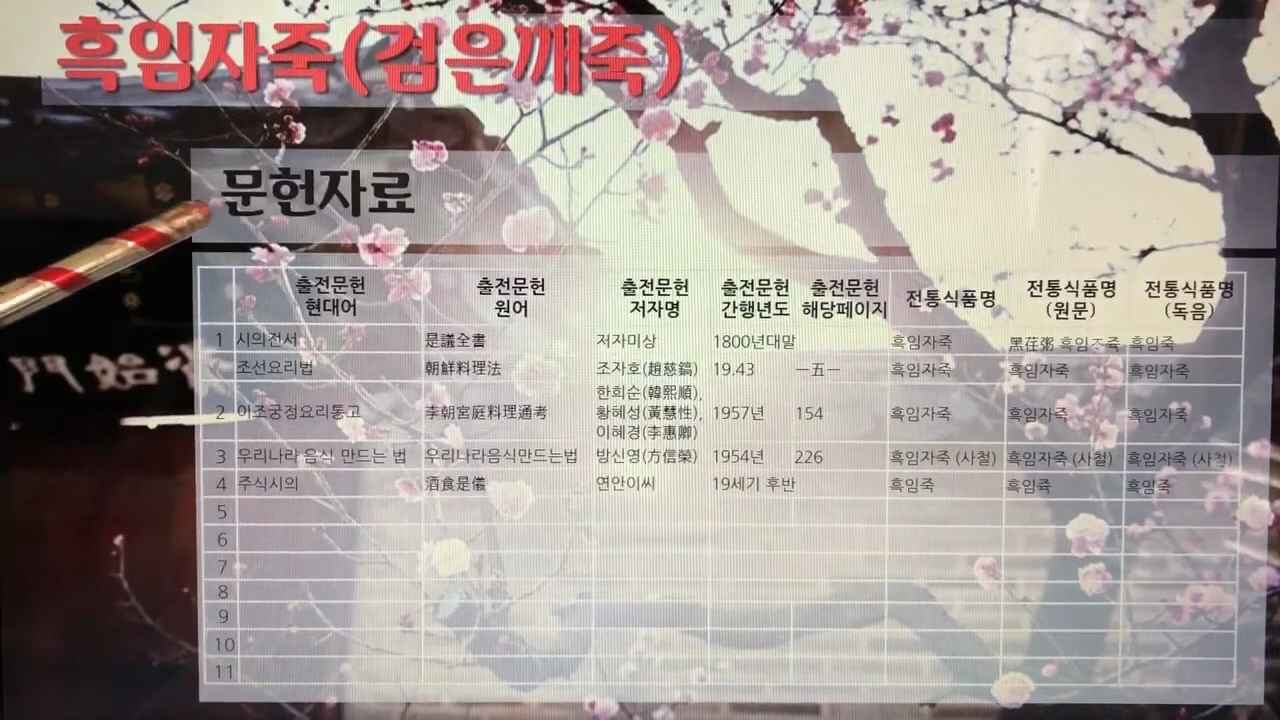 흑임자죽(검은깨죽)
문헌자료
출전문헌 현대어 출전문헌 원어 출전문헌 저자명 출전문헌 간행년도 출전문헌 해당페이지 전통식품명 전통식품명 (원문) 전통식품명 (독음)
1 시의전서 是議全書 저자미상 1800년대말 흑임자죽 黑荏粥 흑임ᄌᆞ죽 흑임죽
조선요리법 朝鮮料理法 조자호(趙慈鎬) 19.43 一五一 흑임자죽 흑임자죽 흑임자죽
2 이조궁정요리통고 李朝宮庭料理通考 한희순(韓熙順), 황혜성(黃慧性), 이혜경(李惠卿) 1957년 154 흑임자죽 흑임자죽 흑임자죽
3 우리나라 음식 만드는 법 우리나라음식만드는법 방신영(方信榮) 1954년 226 흑임자죽 (사철) 흑임자죽 (사철) 흑임자죽 (사철)
4 주식시의 酒食是儀 연안이씨 19세기 후반 흑임죽 흑임쥭 흑임죽
5
6
7
8
9
10
11
門始